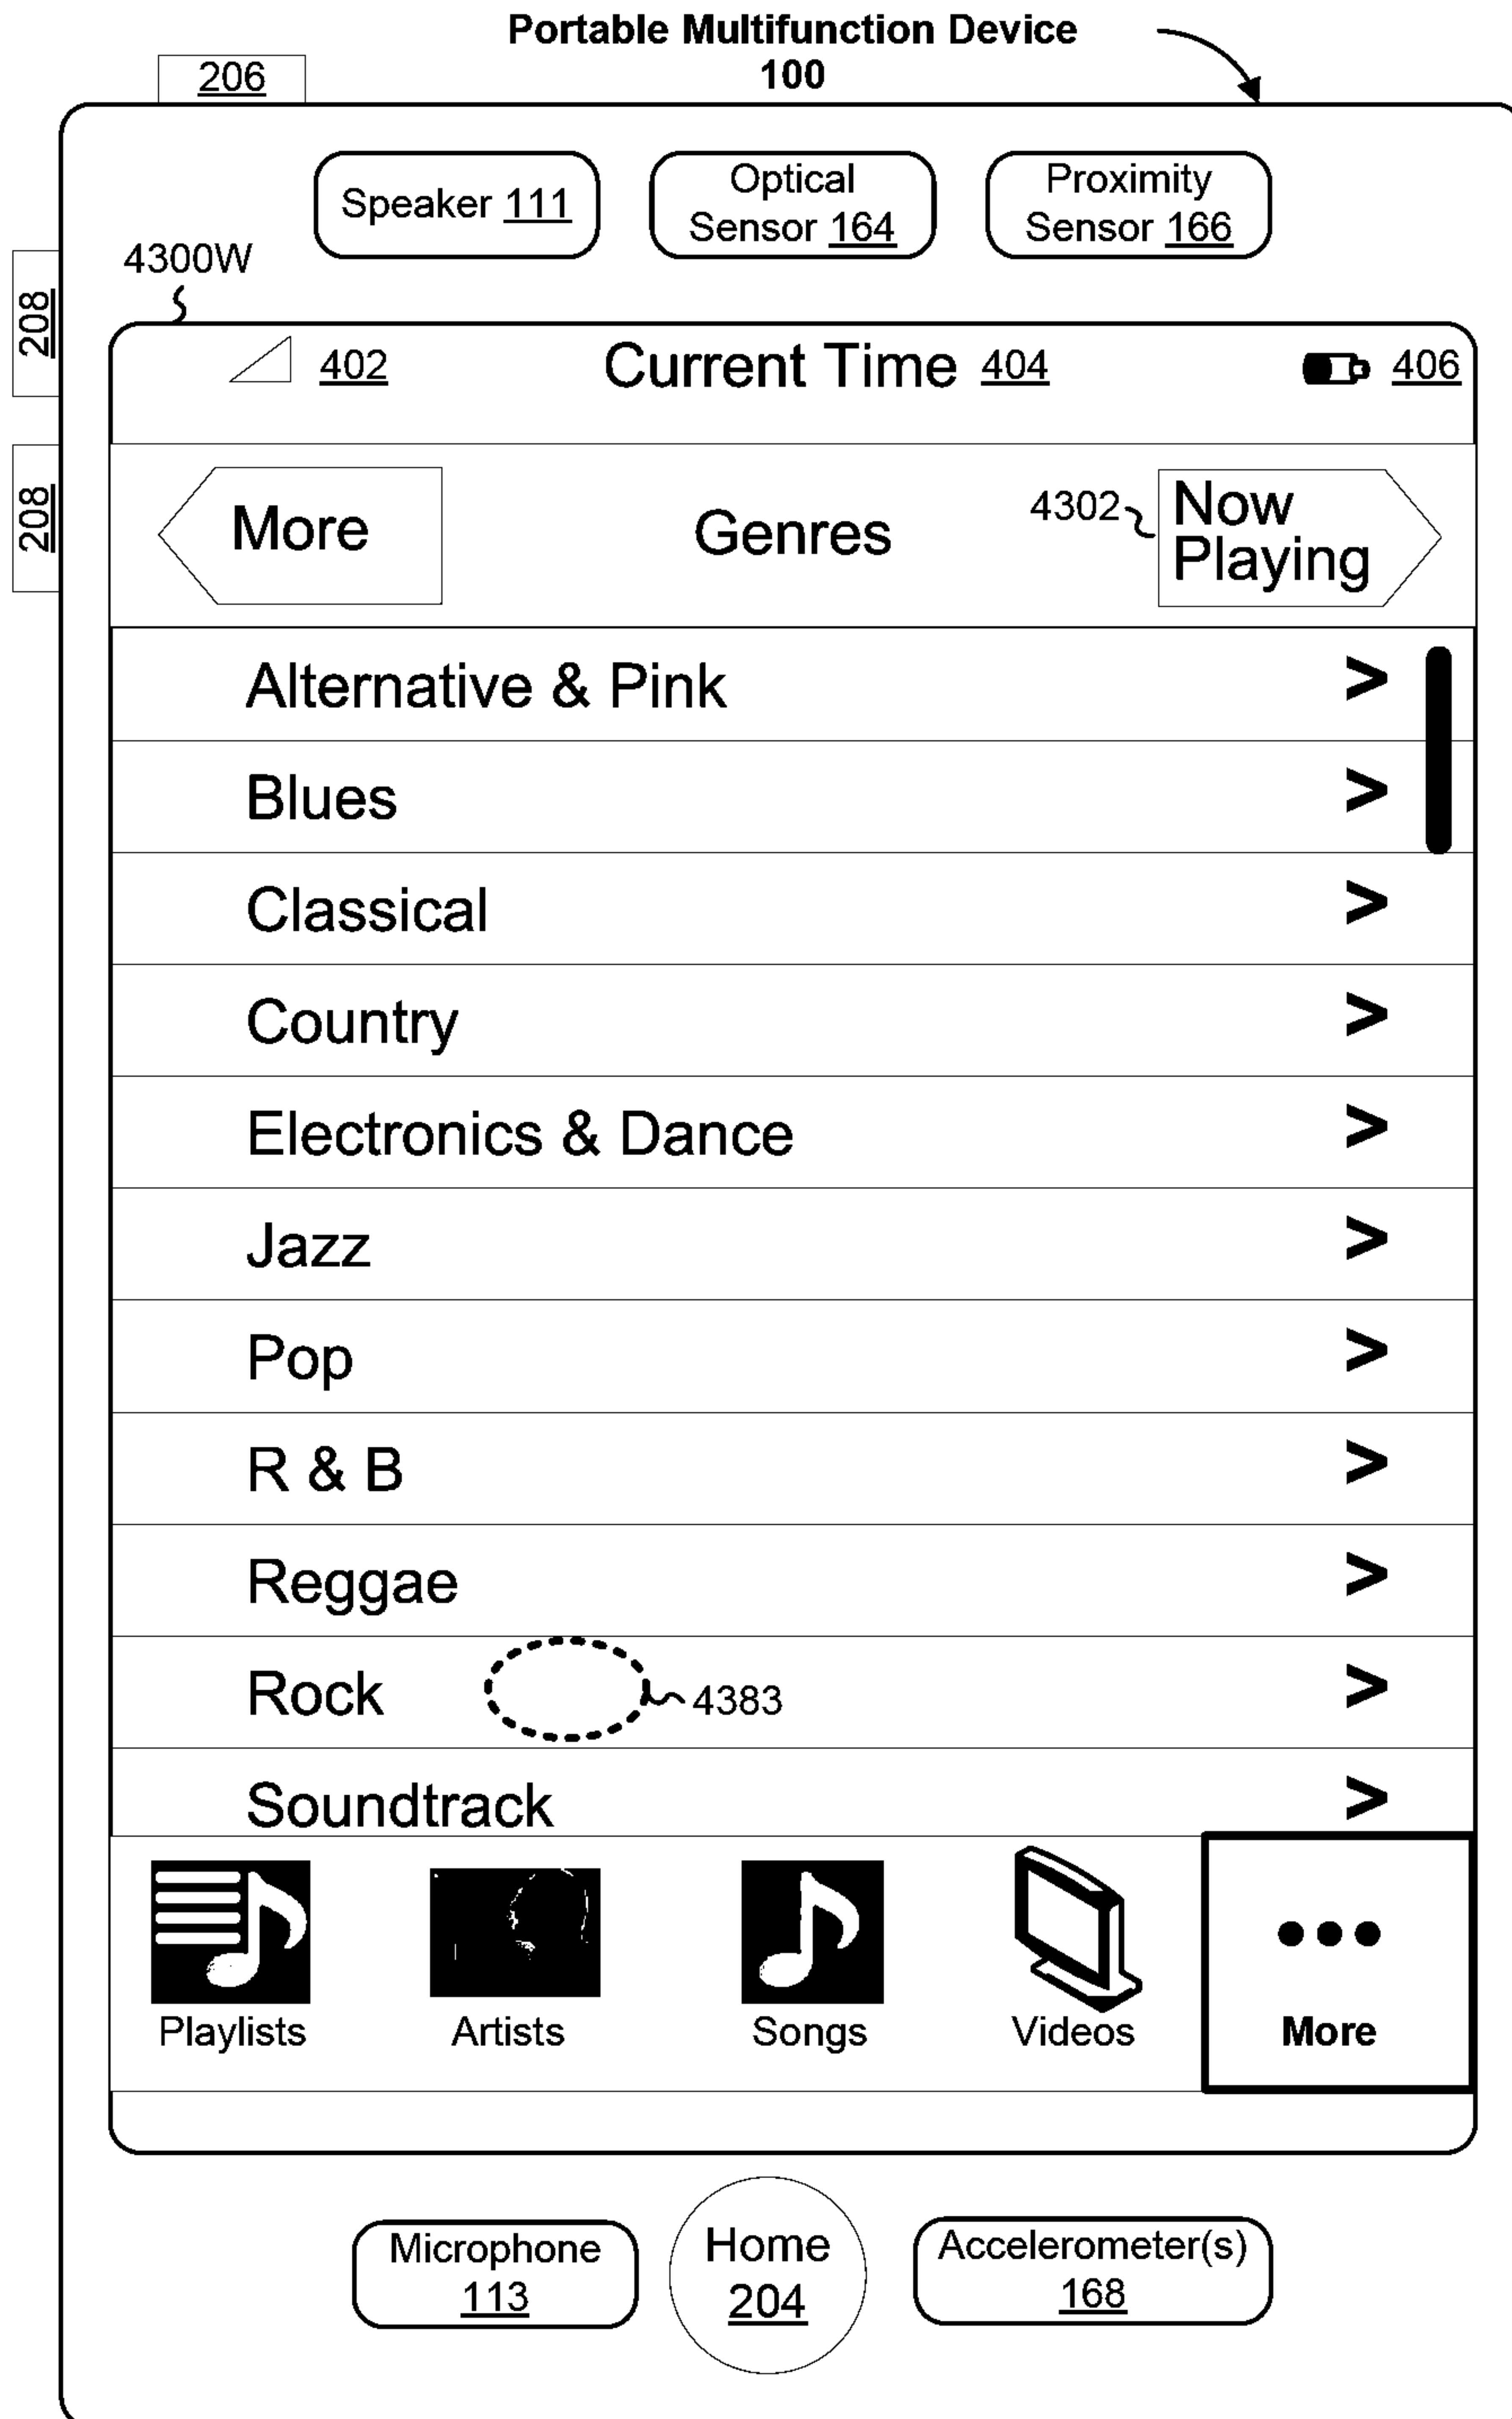 Portable Multifunction Device
100
206
Speaker 111
Optical
Sensor 164
Proximity
Sensor 166
4300W
208
208
402
Current Time 404
406
More
Genres
4302
Now
Playing
Alternative & Pink
>
Blues
>
Classical
>
Country
>
Electronics & Dance
>
Jazz
>
Pop
>
R & B
>
Reggae
>
Rock
4383
>
Soundtrack
>
Playlists
Artists
Songs
Videos
More
Microphone
113
Home
204
Accelerometer(s)
168